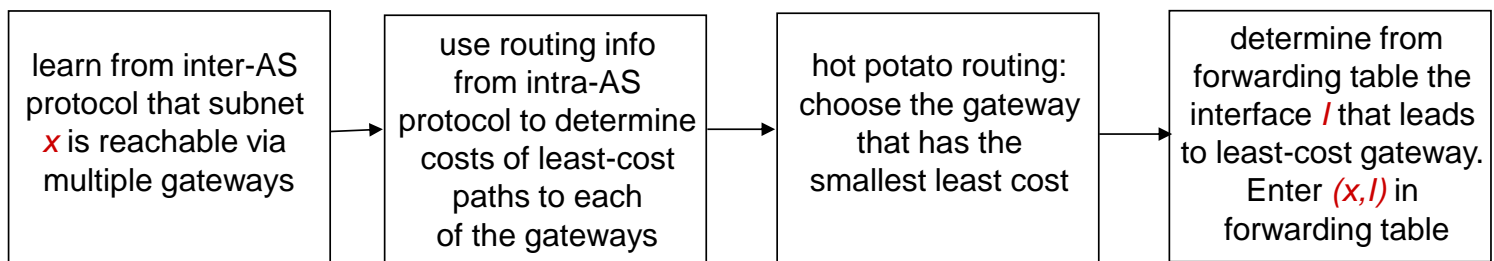 learn from inter-AS
protocol that subnet
x is reachable via
multiple gateways
use routing info
from intra-AS
protocol to determine
costs of least-cost
paths to each
of the gateways
hot potato routing:
choose the gateway
that has the
smallest least cost
determine from
forwarding table the
interface I that leads
to least-cost gateway.
Enter (x,I) in
forwarding table